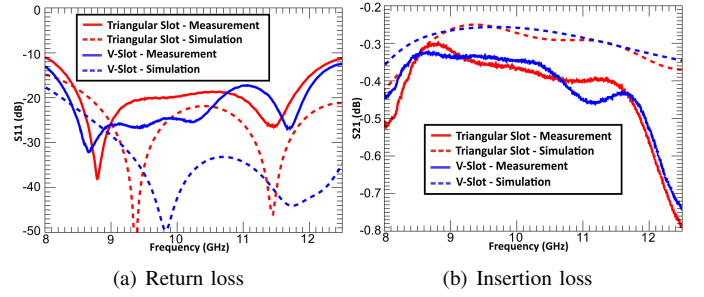 0
-10
-20
-30
-40
-50
S11 (dB)
Triangular Slot - Measurement
Triangular Slot - Simulation
V-Slot - Measurement
V-Slot - Simulation
8 9 10 11 12
Frequency (GHz)
(a) Return loss
-0.2
-0.3
-0.4
-0.5
-0.6
-0.7
-0.8
S21_(dB)
Triangular Slot - Measurement
Triangular Slot - Simulation
V-Slot - Measurement
V-Slot - Simulation
8 9 10 11 12
Frequency (GHz)
(b) Insertion loss